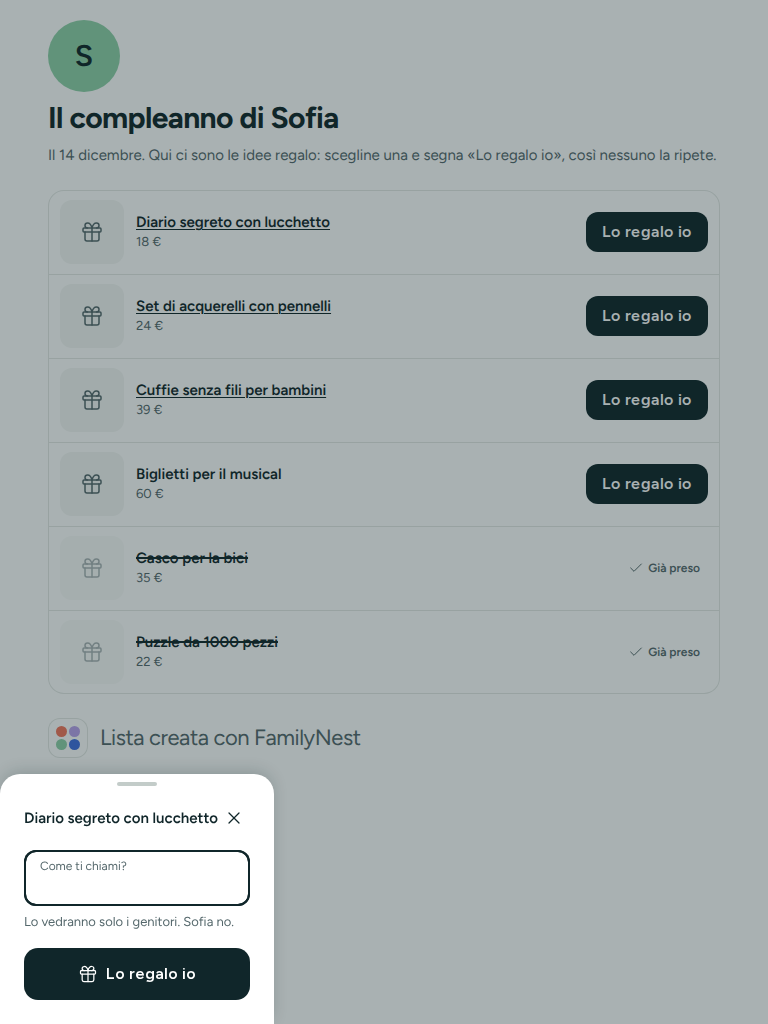 S
Il compleanno di Sofia
Il 14 dicembre. Qui ci sono le idee regalo: scegline una e segna «Lo regalo io», così nessuno la ripete.
Diario segreto con lucchetto
18 €
Lo regalo io
Set di acquerelli con pennelli
24 €
Lo regalo io
Cuffie senza fili per bambini
39 €
Lo regalo io
Biglietti per il musical
60 €
Lo regalo io
Casco per la bici
35 €
Già preso
Puzzle da 1000 pezzi
22 €
Già preso
Lista creata con FamilyNest
Diario segreto con lucchetto
Come ti chiami?
Lo vedranno solo i genitori. Sofia no.
Lo regalo io